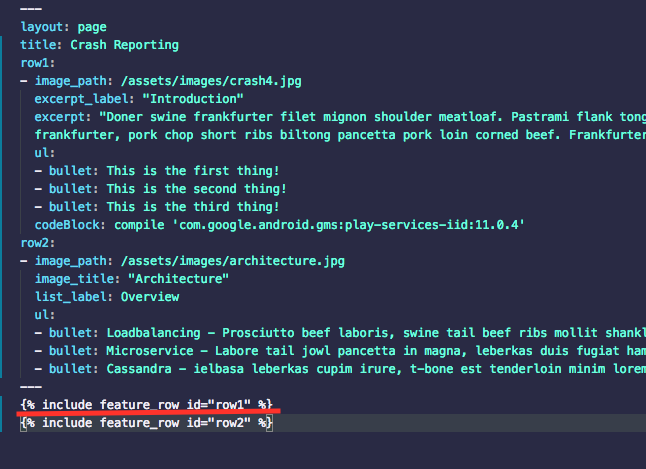 ---
layout: page
title: Crash Reporting
row1:
- image_path: /assets/images/crash4.jpg
excerpt_label: "Introduction"
excerpt: "Doner swine frankfurter filet mignon shoulder meatloaf. Pastrami flank tong
frankfurter, pork chop short ribs biltong pancetta pork loin corned beef. Frankfurter
ul:
- bullet: This is the first thing!
- bullet: This is the second thing!
- bullet: This is the third thing!
codeBlock: compile 'com.google.android.gms:play-services-iid:11.0.4'
row2:
- image_path: /assets/images/architecture.jpg
image_title: "Architecture"
list_label: Overview
ul:
- bullet: Loadbalancing - Prosciutto beef laboris, swine tail beef ribs mollit shankl
- bullet: Microservice - Labore tail jowl pancetta in magna, leberkas duis fugiat ham
- bullet: Cassandra - ielbasa leberkas cupim irure, t-bone est tenderloin minim lorem
---
{% include feature_row id="row1" %}
{% include feature_row id="row2" %}